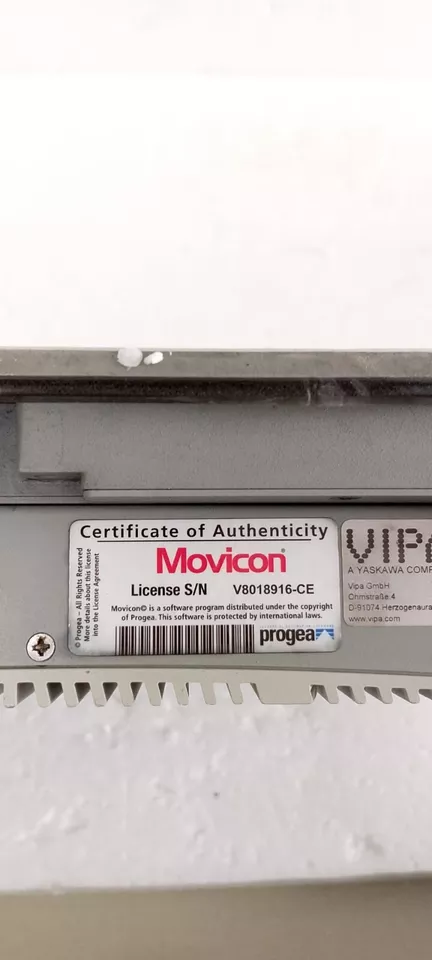 Certificate of Authenticity
Movicon®
License S/N V8018916-CE
Movicon© is a software program distributed under the copyright
of Progea. This software is protected by international laws.
progea
© Progea – All Rights Reserved
More details about this license
into the License Agreement
VIPA
A YASKAWA COMP
Vipa GmbH
Ohmstraße 4
D-91074 Herzogenaura
www.vipa.com